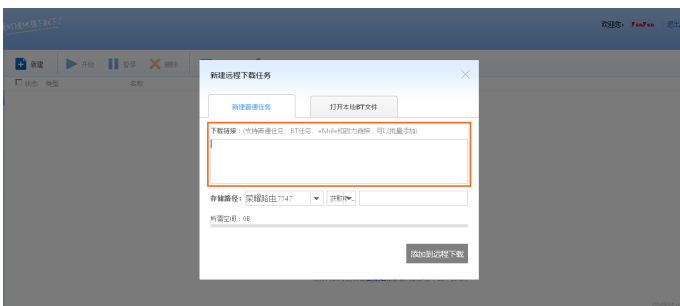 欢迎您，FonFon | 退出
新建 开始 暂停 删除
状态 类型 名称
新建远程下载任务
新建普通任务 打开本地BT文件
下载链接：(支持普通任务、BT任务、eMule和磁力链接，可以批量添加)
存储路径：荣耀路由_7747
所需空间：0B
添加到远程下载